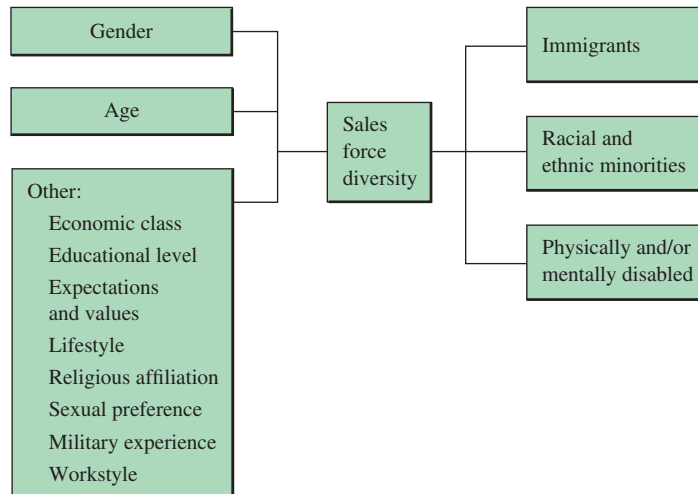 Gender
Age
Other:
Economic class
Educational level
Expectations
and values
Lifestyle
Religious affiliation
Sexual preference
Military experience
Workstyle
Sales
force
diversity
Immigrants
Racial and
ethnic minorities
Physically and/or
mentally disabled